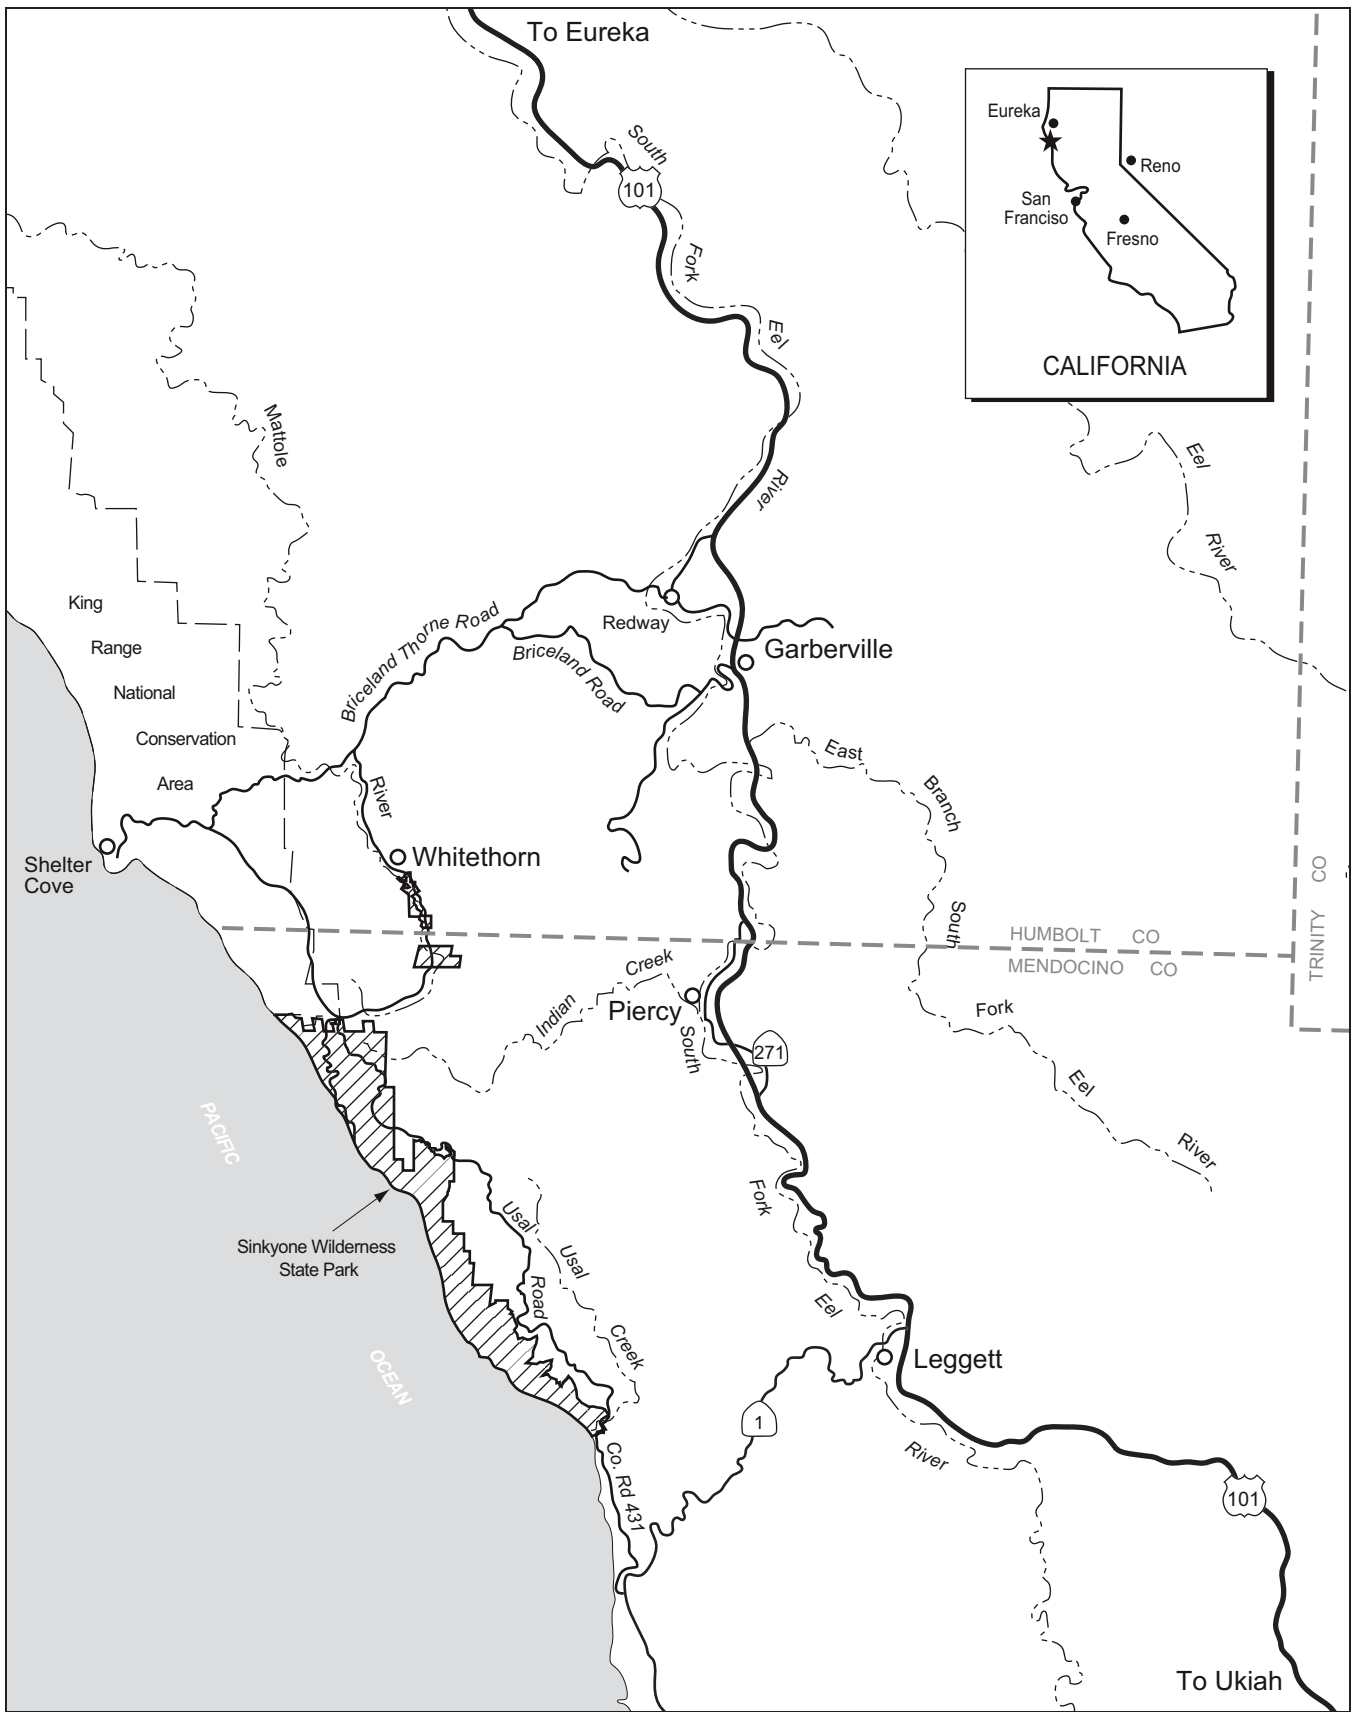 To Eureka
South
101
Fork
Eel
River
Eureka
Reno
San
Franciso
Fresno
CALIFORNIA
Mattole
Eel
River
King
Range
National
Conservation
Area
Briceland Thorne Road
Redway
Briceland Road
Garberville
East
Branch
South
Fork
Eel
River
River
Shelter
Cove
Whitethorn
HUMBOLT CO
MENDOCINO CO
TRINITY CO
Indian
Creek
Piercy
South
271
Fork
Eel
River
PACIFIC
OCEAN
Sinkyone Wilderness
State Park
Usal
Road
Usal
Creek
Leggett
1
Co. Rd 431
101
To Ukiah